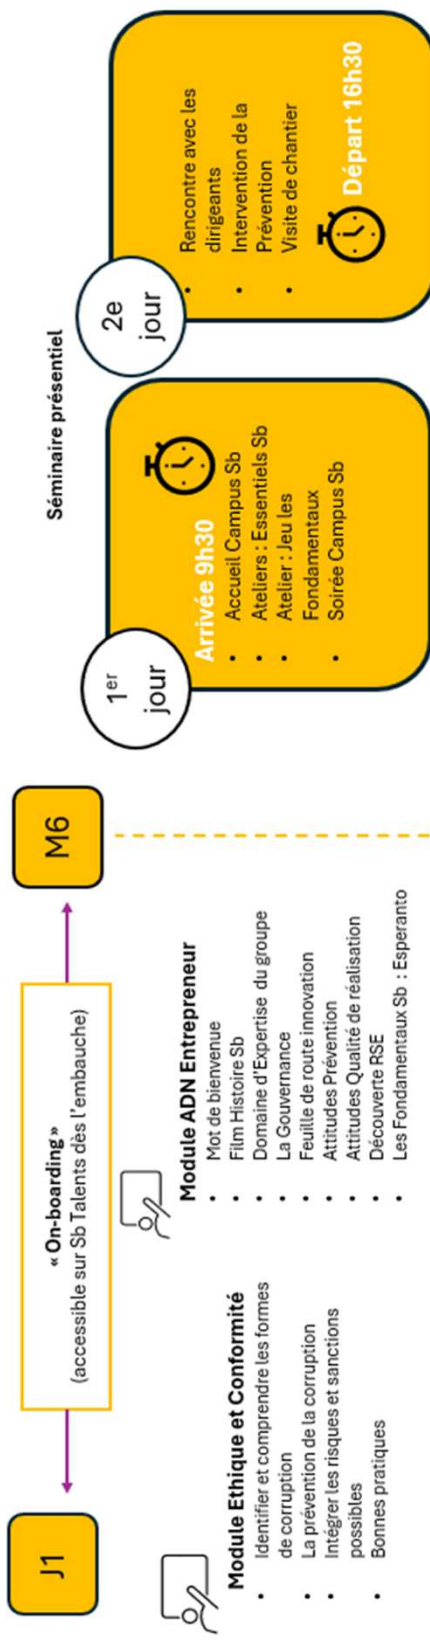 J1
« On-boarding »
(accessible sur Sb Talents dès l'embauche)
M6
Module Ethique et Conformité
• Identifier et comprendre les formes
de corruption
• La prévention de la corruption
• Intégrer les risques et sanctions
possibles
• Bonnes pratiques
Module ADN Entrepreneur
• Mot de bienvenue
• Film Histoire Sb
• Domaine d'Expertise du groupe
• La Gouvernance
• Feuille de route innovation
• Attitudes Prévention
• Attitudes Qualité de réalisation
• Découverte RSE
• Les Fondamentaux Sb : Esperanto
Séminaire présentiel
1er
jour
Arrivée 9h30
• Accueil Campus Sb
• Ateliers : Essentiels Sb
• Atelier : Jeu les
Fondamentaux
• Soirée Campus Sb
2e
jour
• Rencontre avec les
dirigeants
• Intervention de la
Prévention
• Visite de chantier
Départ 16h30